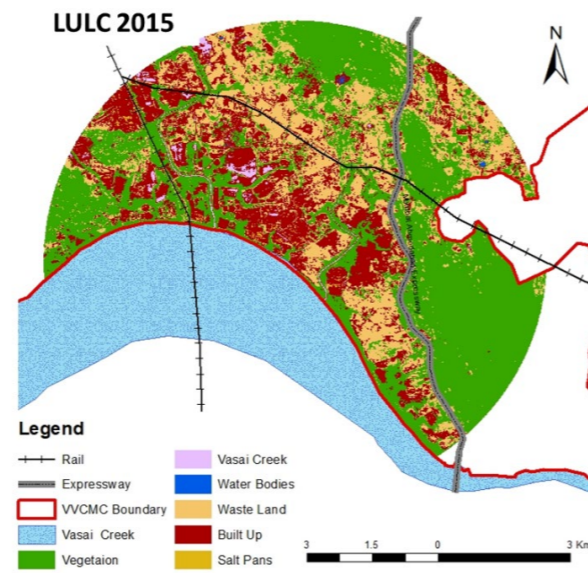 LULC 2015
N
Legend
Rail
Expressway
VVCMC Boundary
Vasai Creek
Vegetaion
Vasai Creek
Water Bodies
Waste Land
Built Up
Salt Pans
3 1.5 0 3 Km